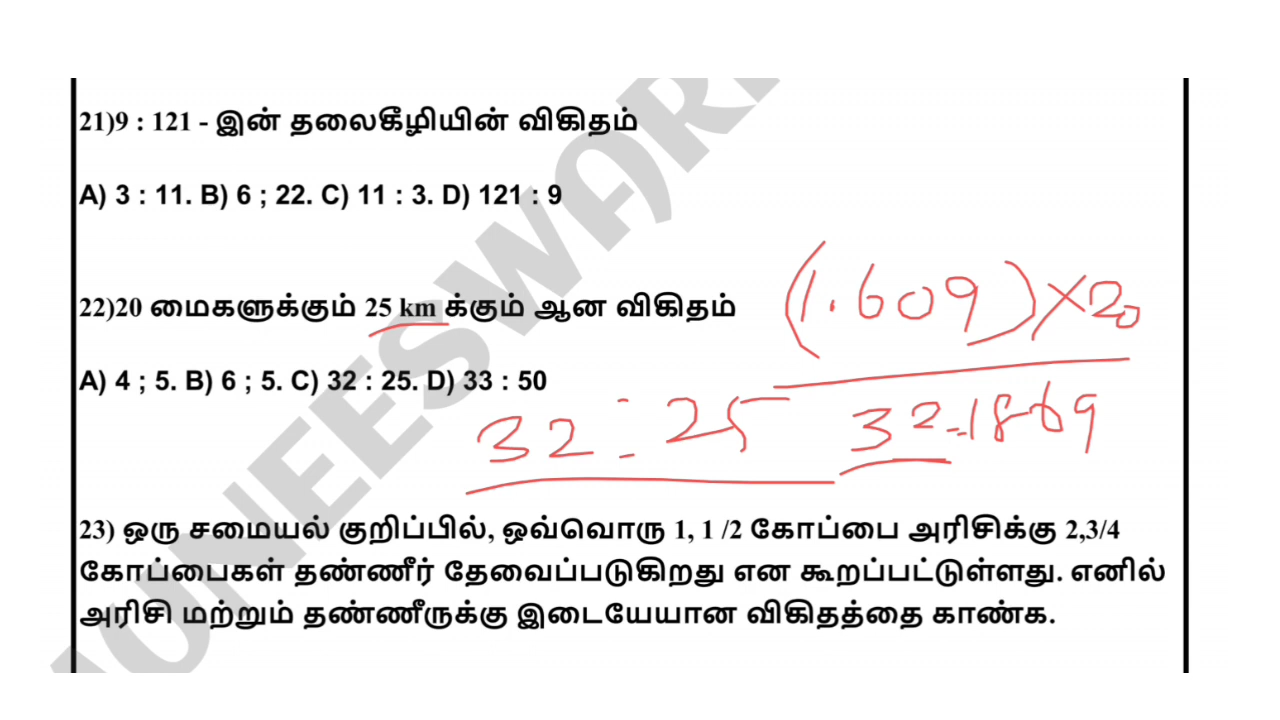 21)9 : 121 - இன் தலைகீழியின் விகிதம்
A) 3 : 11. B) 6 ; 22. C) 11 : 3. D) 121 : 9
22)20 மைகளுக்கும் 25 km க்கும் ஆன விகிதம்
(1.609) × 20
A) 4 ; 5. B) 6 ; 5. C) 32 : 25. D) 33 : 50
32 : 25
32.1869
23) ஒரு சமையல் குறிப்பில், ஒவ்வொரு 1, 1 /2 கோப்பை அரிசிக்கு 2,3/4
கோப்பைகள் தண்ணீர் தேவைப்படுகிறது என கூறப்பட்டுள்ளது. எனில்
அரிசி மற்றும் தண்ணீருக்கு இடையேயான விகிதத்தை காண்க.